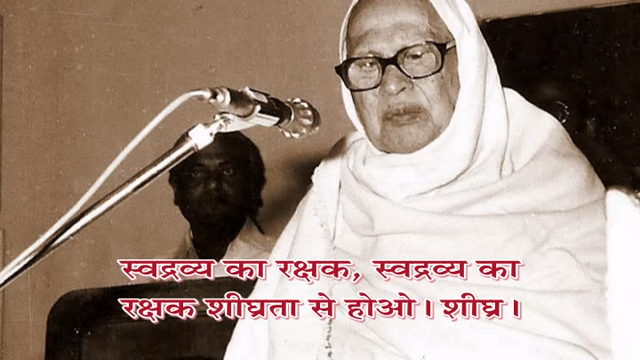 स्वद्रव्य का रक्षक, स्वद्रव्य का
रक्षक शीघ्रता से होओ। शीघ्र।